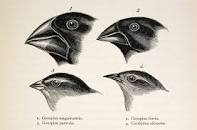 1
2
3
4
1. Geospiza magnirostris.
2. Geospiza fortis.
3. Geospiza parvula.
4. Certhidea olivacea.